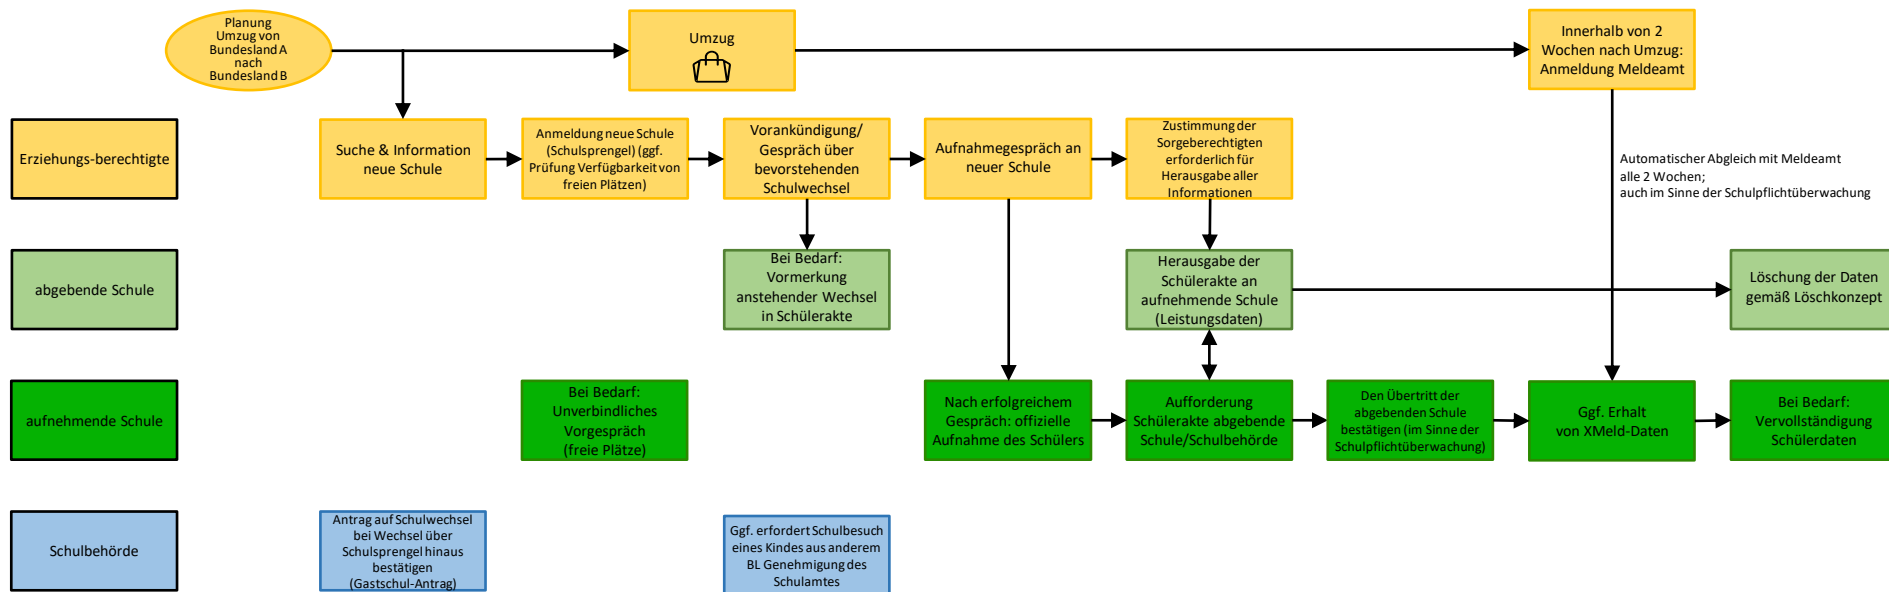 Planung
Umzug von
Bundesland A
nach
Bundesland B
Umzug
Innerhalb von 2
Wochen nach Umzug:
Anmeldung Meldeamt
Erziehungs-berechtigte
Suche & Information
neue Schule
Anmeldung neue Schule
(Schulsprengel) (ggf.
Prüfung Verfügbarkeit von
freien Plätzen)
Vorankündigung/
Gespräch über
bevorstehenden
Schulwechsel
Aufnahmegespräch an
neuer Schule
Zustimmung der
Sorgeberechtigten
erforderlich für
Herausgabe aller
Informationen
Automatischer Abgleich mit Meldeamt
alle 2 Wochen;
auch im Sinne der Schulpflichtüberwachung
abgebende Schule
Bei Bedarf:
Vormerkung
anstehender Wechsel
in Schülerakte
Herausgabe der
Schülerakte an
aufnehmende Schule
(Leistungsdaten)
Löschung der Daten
gemäß Löschkonzept
aufnehmende Schule
Bei Bedarf:
Unverbindliches
Vorgespräch
(freie Plätze)
Nach erfolgreichem
Gespräch: offizielle
Aufnahme des Schülers
Aufforderung
Schülerakte abgebende
Schule/Schulbehörde
Den Übertritt der
abgebenden Schule
bestätigen (im Sinne der
Schulpflichtüberwachung)
Ggf. Erhalt
von XMeld-Daten
Bei Bedarf:
Vervollständigung
Schülerdaten
Schulbehörde
Antrag auf Schulwechsel
bei Wechsel über
Schulsprengel hinaus
bestätigen
(Gastschul-Antrag)
Ggf. erfordert Schulbesuch
eines Kindes aus anderem
BL Genehmigung des
Schulamtes